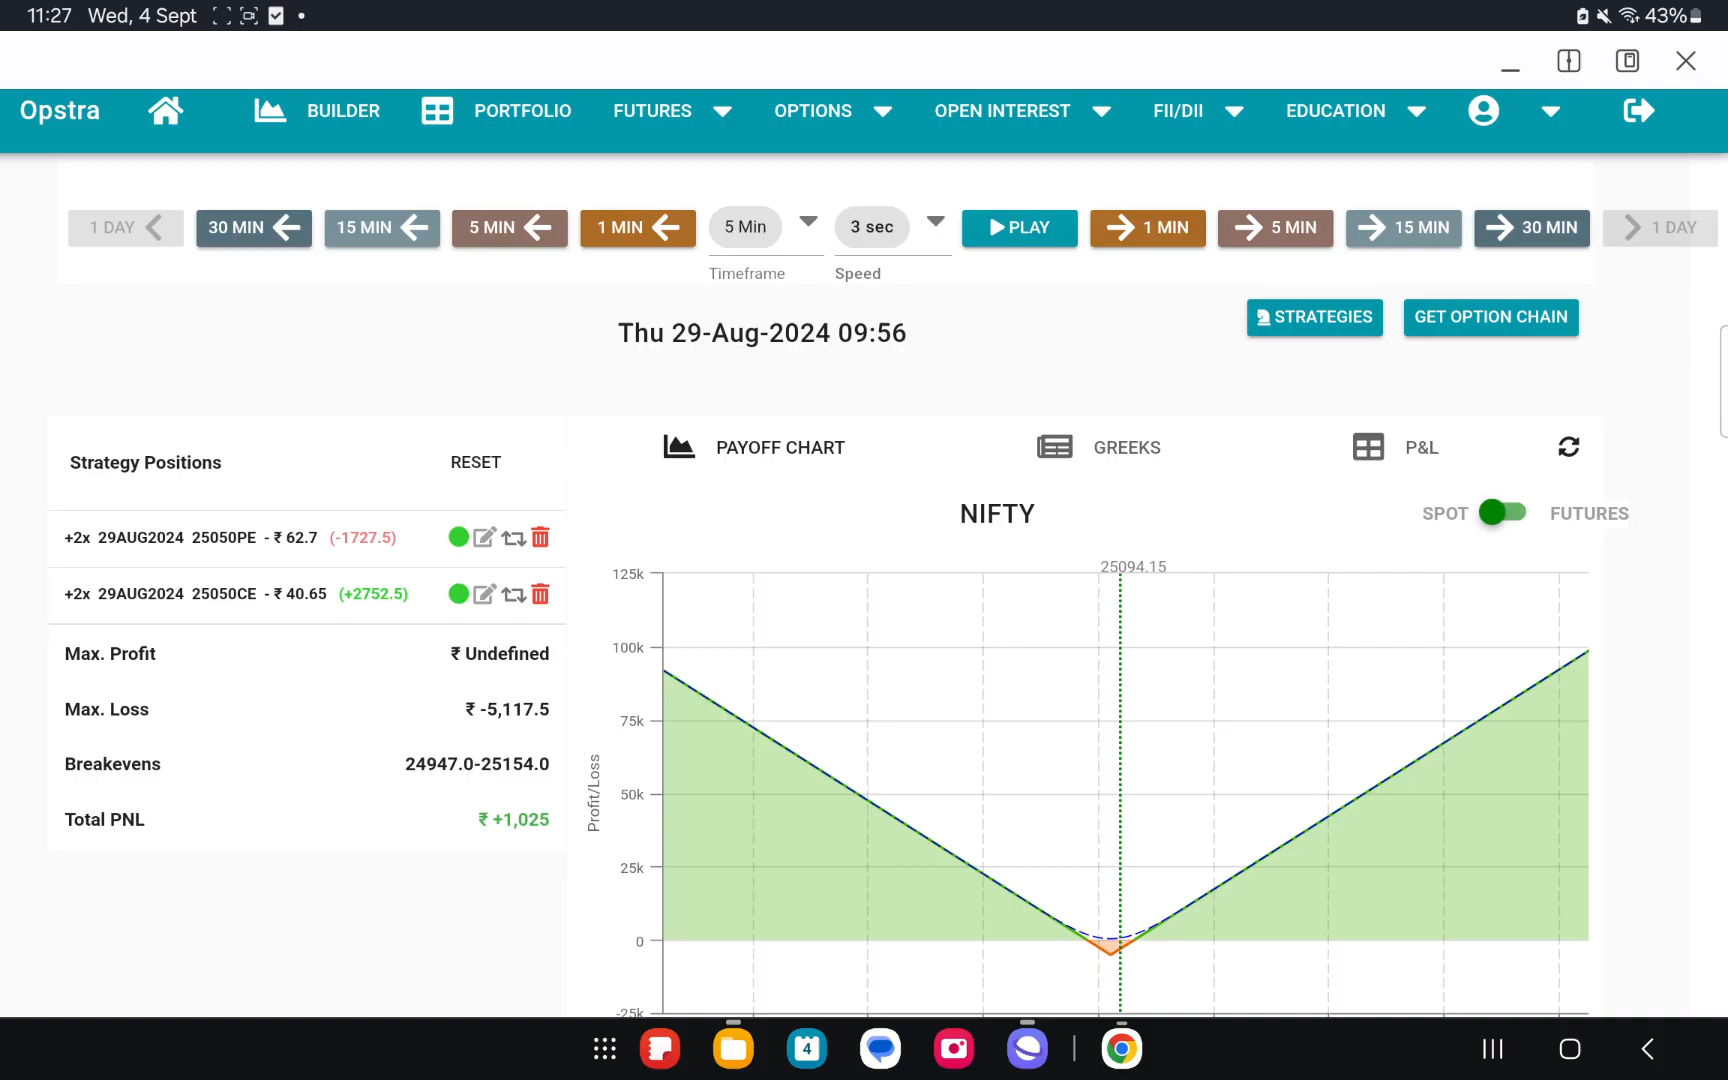 11:27 Wed, 4 Sept 43%
Opstra BUILDER PORTFOLIO FUTURES OPTIONS OPEN INTEREST FII/DII EDUCATION
1 DAY 30 MIN 15 MIN 5 MIN 1 MIN 5 Min 3 sec PLAY 1 MIN 5 MIN 15 MIN 30 MIN 1 DAY
Timeframe Speed
Thu 29-Aug-2024 09:56
STRATEGIES GET OPTION CHAIN
Strategy Positions RESET
+2x 29AUG2024 25050PE - ₹ 62.7 (-1727.5)
+2x 29AUG2024 25050CE - ₹ 40.65 (+2752.5)
Max. Profit ₹ Undefined
Max. Loss ₹ -5,117.5
Breakevens 24947.0-25154.0
Total PNL ₹ +1,025
PAYOFF CHART GREEKS P&L
NIFTY
SPOT FUTURES
25094.15
125k
100k
75k
50k
25k
0
-25k
Profit/Loss
4